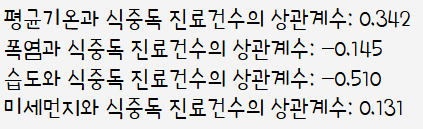 평균기온과 식중독 진료건수의 상관계수: 0.342
폭염과 식중독 진료건수의 상관계수: -0.145
습도와 식중독 진료건수의 상관계수: -0.510
미세먼지와 식중독 진료건수의 상관계수: 0.131